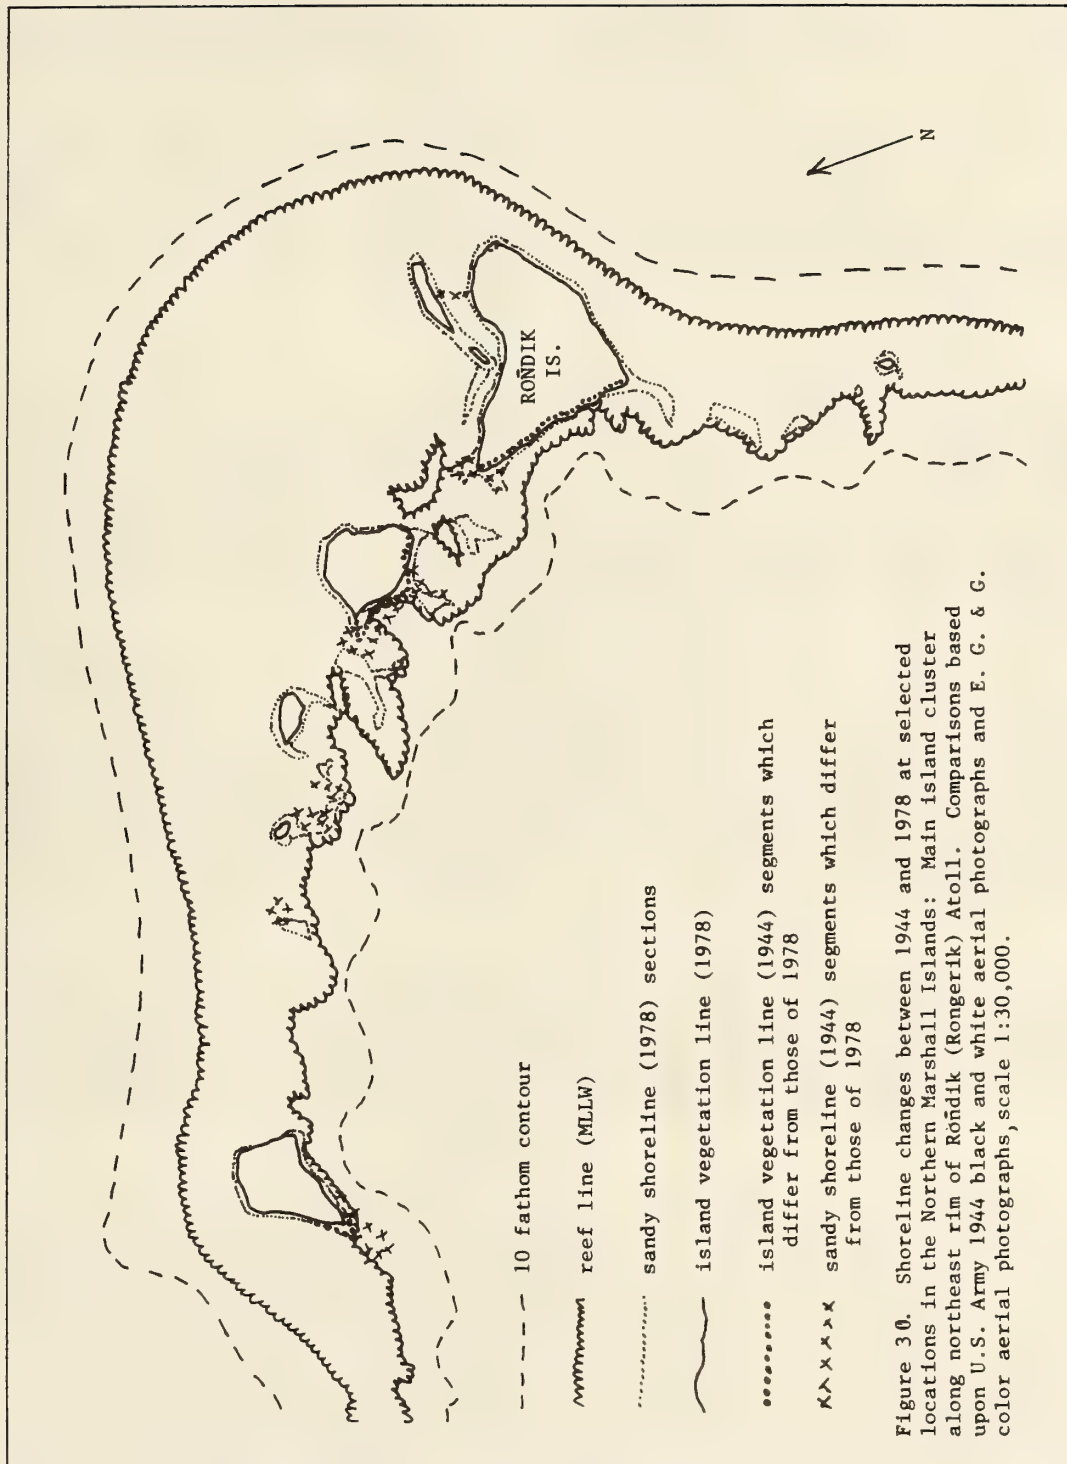 N
ROÑDIK
IS.
10 fathom contour
reef line (MLLW)
sandy shoreline (1978) sections
island vegetation line (1978)
island vegetation line (1944) segments which
differ from those of 1978
sandy shoreline (1944) segments which differ
from those of 1978
Figure 30. Shoreline changes between 1944 and 1978 at selected
locations in the Northern Marshall Islands: Main island cluster
along northeast rim of Roñdik (Rongerik) Atoll. Comparisons based
upon U.S. Army 1944 black and white aerial photographs and E. G. & G.
color aerial photographs, scale 1:30,000.